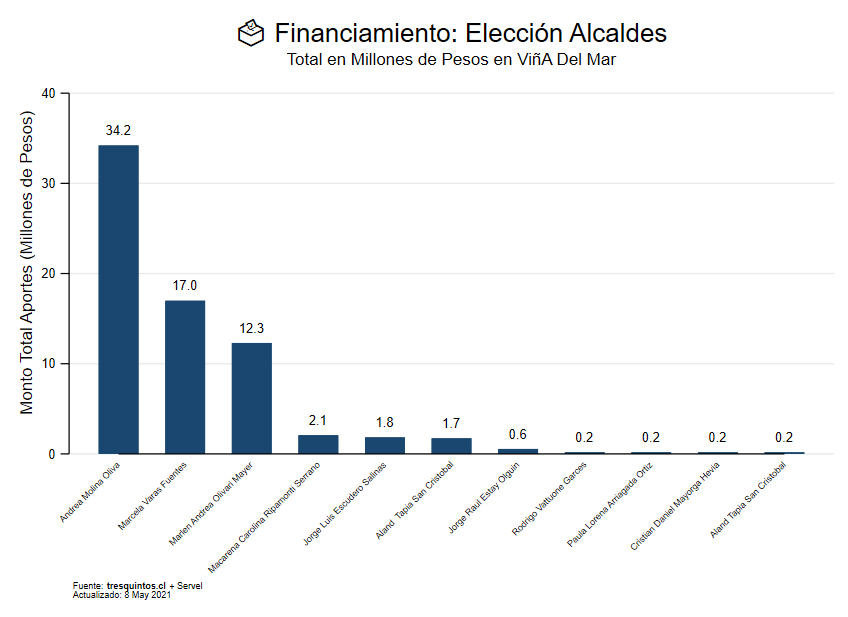 Financiamiento: Elección Alcaldes
Total en Millones de Pesos en ViñA Del Mar
Monto Total Aportes (Millones de Pesos)
40
30
20
10
0
34.2
17.0
12.3
2.1
1.8
1.7
0.6
0.2
0.2
0.2
0.2
Andrea Molina Oliva
Marcela Varas Fuentes
Marlen Andrea Olivari Mayer
Macarena Carolina Ripamonti Serrano
Jorge Luis Escudero Salinas
Aland  Tapia San Cristobal
Jorge Raul Estay Olguin
Rodrigo Vattuone Garces
Paula Lorena Arriagada Ortiz
Cristian Daniel Mayorga Hevia
Aland Tapia San Cristobal
Fuente: tresquintos.cl + Servel
Actualizado: 8 May 2021